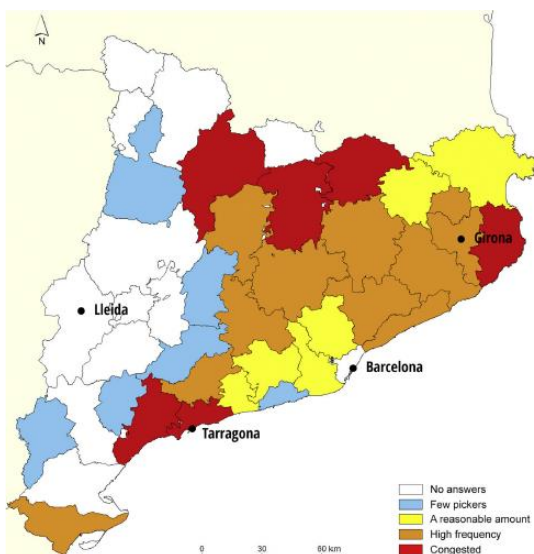 N
Girona
Lleida
Barcelona
Tarragona
No answers
Few pickers
A reasonable amount
High frequency
Congested
0 30 60 km